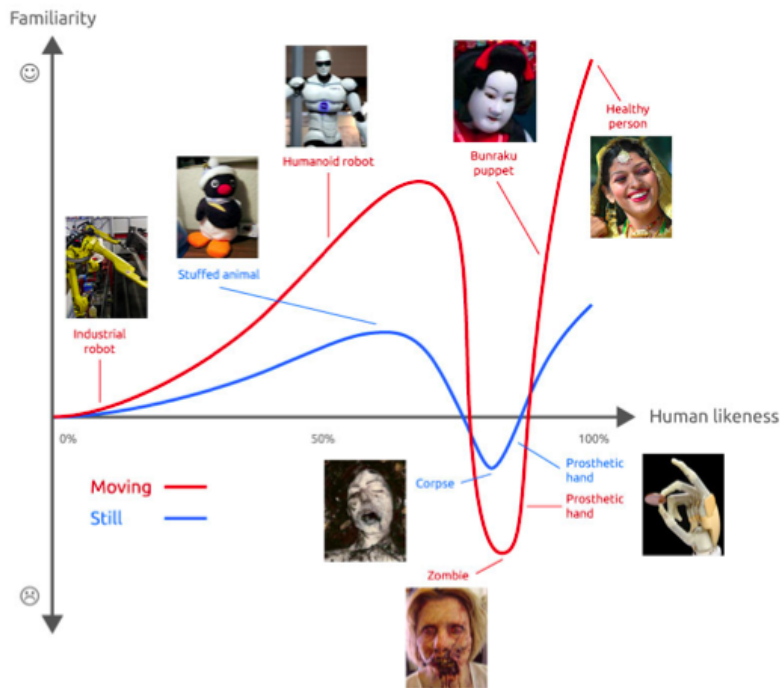 Familiarity
Humanoid robot
Bunraku
puppet
Healthy
person
Stuffed animal
Industrial
robot
Human likeness
0%
50%
100%
Moving
Still
Corpse
Prosthetic
hand
Prosthetic
hand
Zombie